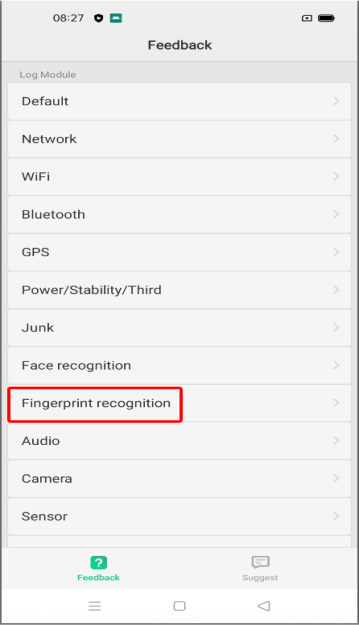 08:27
Feedback
Log Module
Default
Network
WiFi
Bluetooth
GPS
Power/Stability/Third
Junk
Face recognition
Fingerprint recognition
Audio
Camera
Sensor
Feedback
Suggest